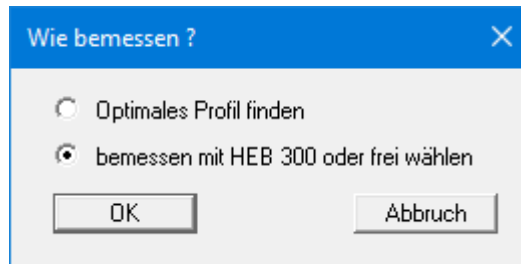 Wie bemessen ?
Optimales Profil finden
bemessen mit HEB 300 oder frei wählen
OK
Abbruch